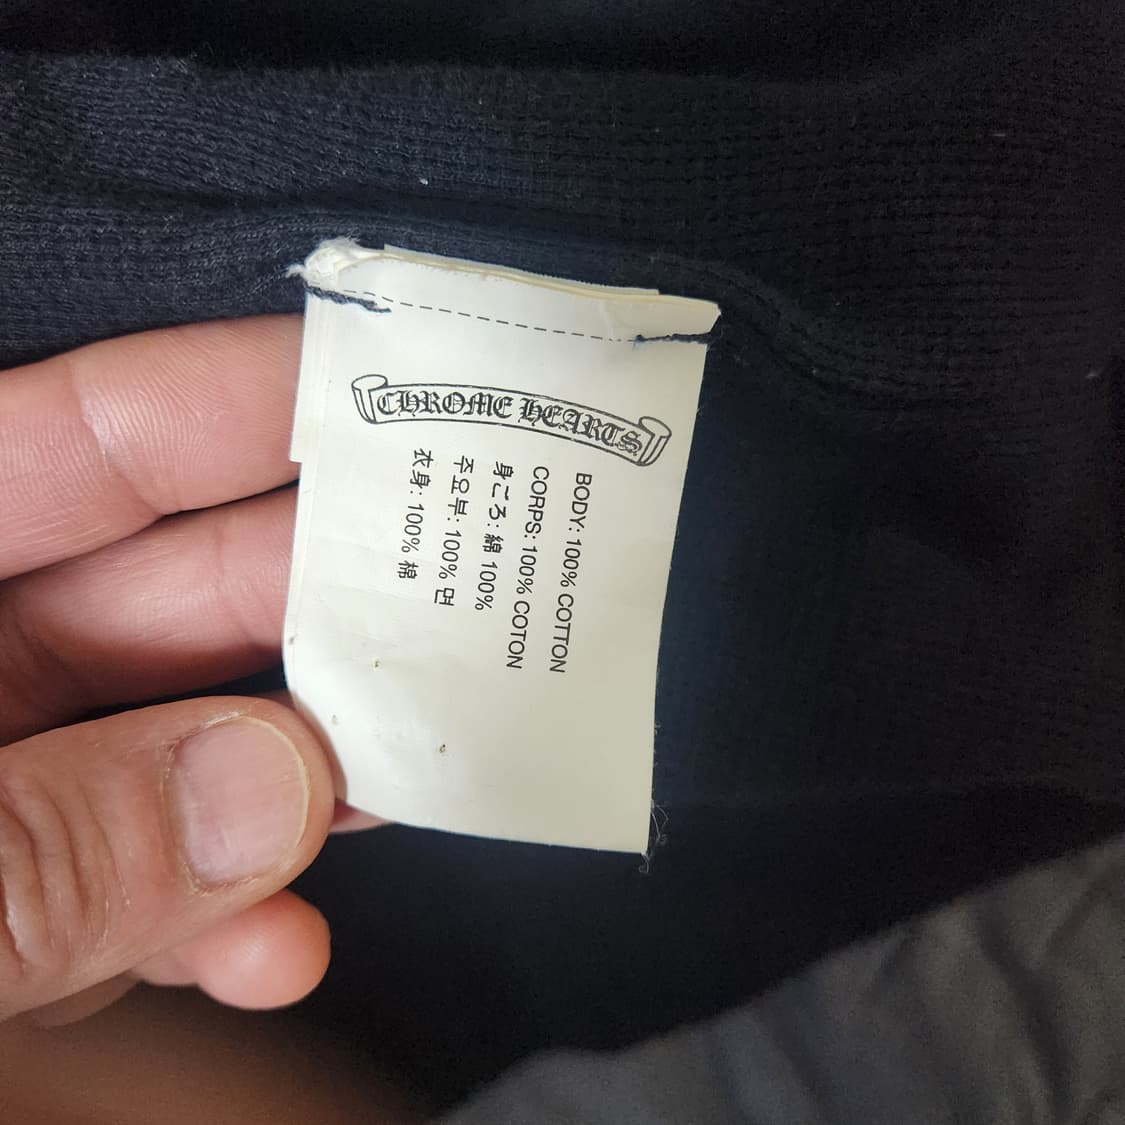 CHROME HEARTS
BODY: 100% COTTON
CORPS: 100% COTON
身ごろ: 綿 100%
주요부: 100% 면
衣身: 100% 棉